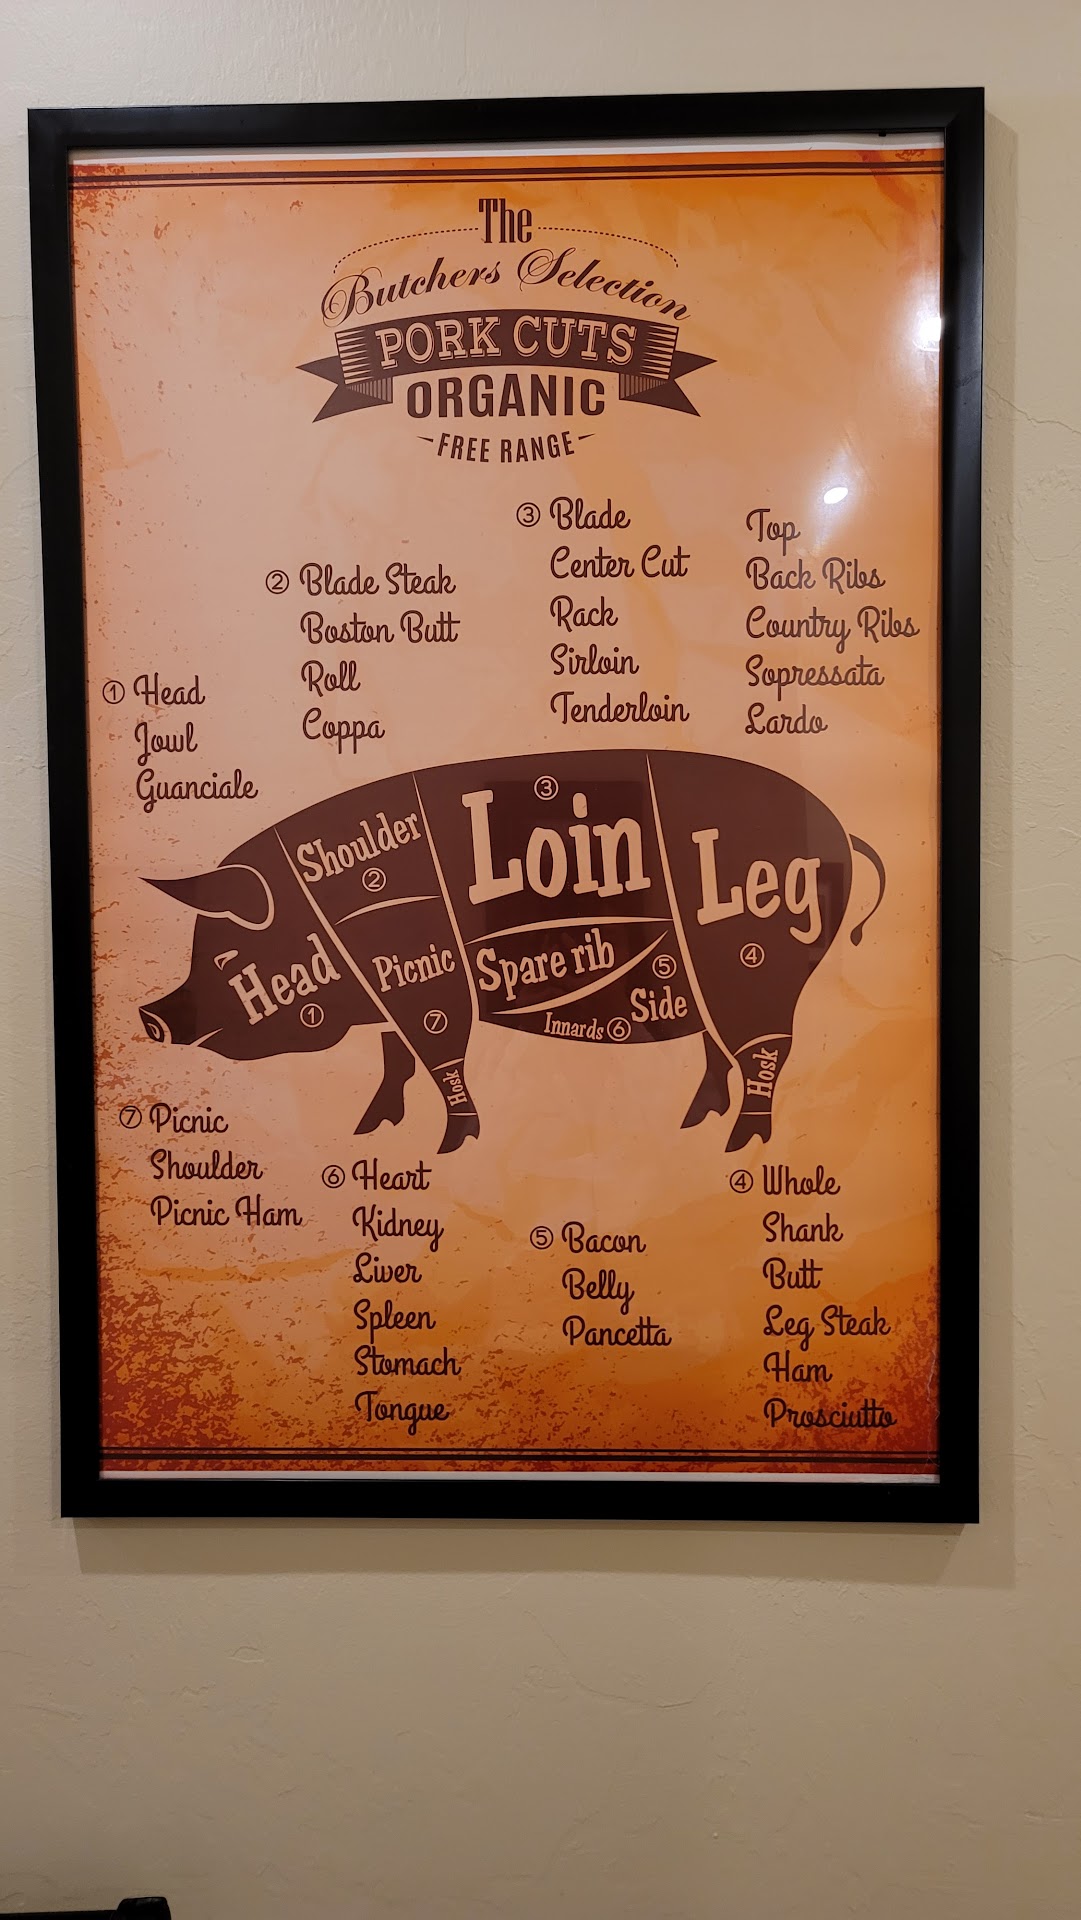 The
Butchers Selection
PORK CUTS
ORGANIC
FREE RANGE
① Head
Jowl
Guanciale
② Blade Steak
Boston Butt
Roll
Coppa
③ Blade
Center Cut
Rack
Sirloin
Tenderloin
Top
Back Ribs
Country Ribs
Sopressata
Lardo
Head
①
Shoulder
②
Picnic
⑦
Hosk
Loin
③
Spare rib
Side
⑤
Innards ⑥
Leg
④
Hosk
⑦ Picnic
Shoulder
Picnic Ham
⑥ Heart
Kidney
Liver
Spleen
Stomach
Tongue
⑤ Bacon
Belly
Pancetta
④ Whole
Shank
Butt
Leg Steak
Ham
Prosciutto